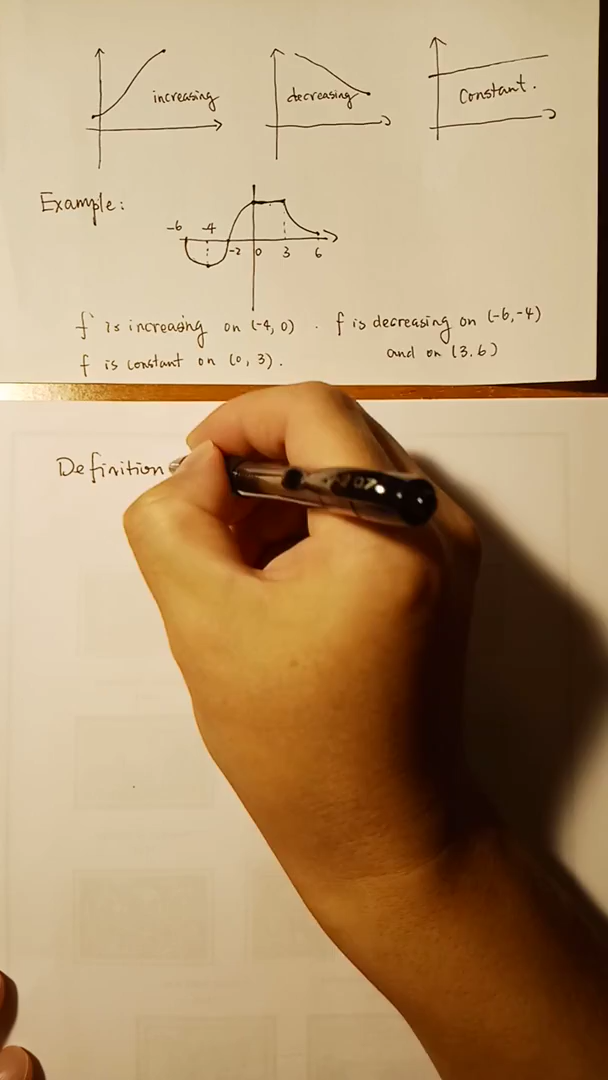 increasing
decreasing
Constant.
Example:
-6 -4 -2 0 3 6
f is increasing on (-4, 0) . f is decreasing on (-6,-4)
f is constant on (0, 3). and on (3.6)
Definition